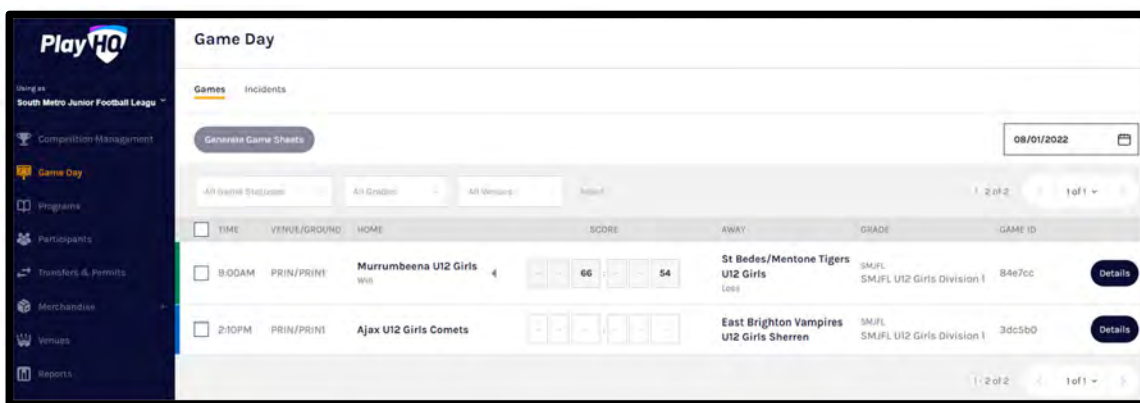 PlayHQ
Game Day
Using as
South Metro Junior Football Leagu
Games Incidents
Competition Management
Generate Game Sheets
08/01/2022
Game Day
All Game Statuses All Grades All Venues
1 - 2 of 2
1 of 1
Programs
TIME VENUE/GROUND HOME SCORE AWAY GRADE GAME ID
Participants
9:00AM PRIN/PRIN1 Murrumbeena U12 Girls Win 66 : 54 St Bedes/Mentone Tigers U12 Girls Loss SMJFL SMJFL U12 Girls Division 1 84e7cc Details
Transfers & Permits
Merchandise
2:10PM PRIN/PRIN1 Ajax U12 Girls Comets East Brighton Vampires U12 Girls Sherren SMJFL SMJFL U12 Girls Division 1 3dc5b0 Details
Venues
Reports
1 - 2 of 2
1 of 1